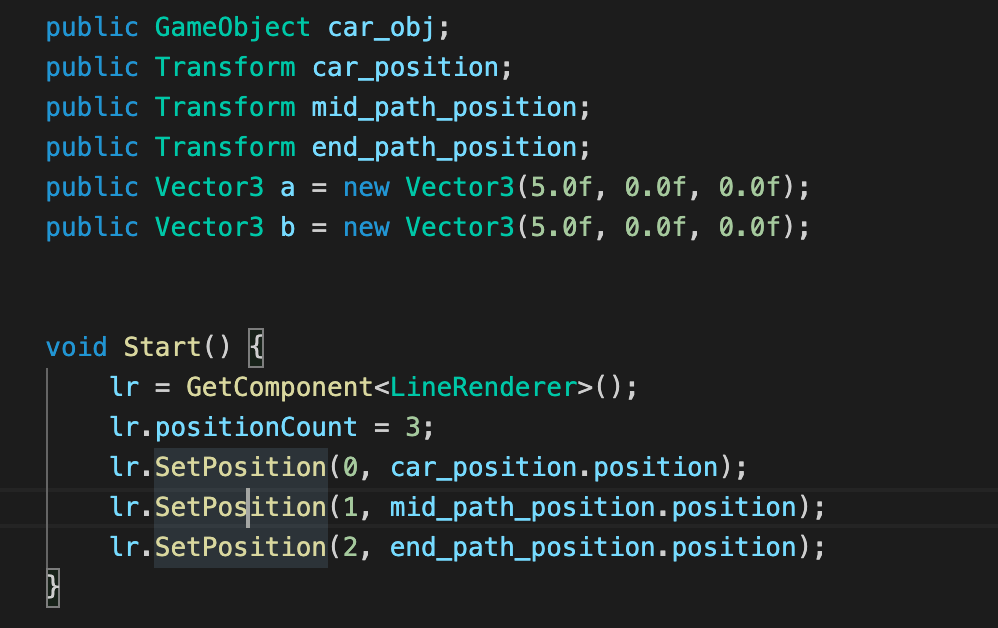 public GameObject car_obj;
public Transform car_position;
public Transform mid_path_position;
public Transform end_path_position;
public Vector3 a = new Vector3(5.0f, 0.0f, 0.0f);
public Vector3 b = new Vector3(5.0f, 0.0f, 0.0f);
void Start() {
lr = GetComponent<LineRenderer>();
lr.positionCount = 3;
lr.SetPosition(0, car_position.position);
lr.SetPosition(1, mid_path_position.position);
lr.SetPosition(2, end_path_position.position);
}